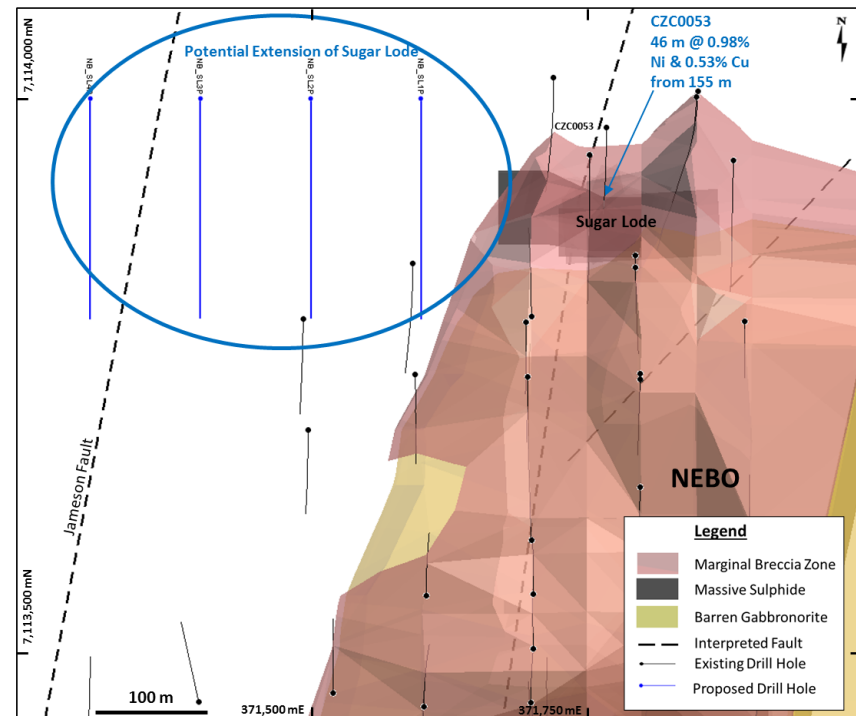 7,114,000 mN
Potential Extension of Sugar Lode
CZC0053
46 m @ 0.98%
Ni & 0.53% Cu
from 155 m
N
NB_SL4P
NB_SL3P
NB_SL2P
NB_SL1P
CZC0053
Sugar Lode
Jameson Fault
NEBO
7,113,500 mN
100 m
371,500 mE
371,750 mE
Legend
Marginal Breccia Zone
Massive Sulphide
Barren Gabbronorite
Interpreted Fault
Existing Drill Hole
Proposed Drill Hole